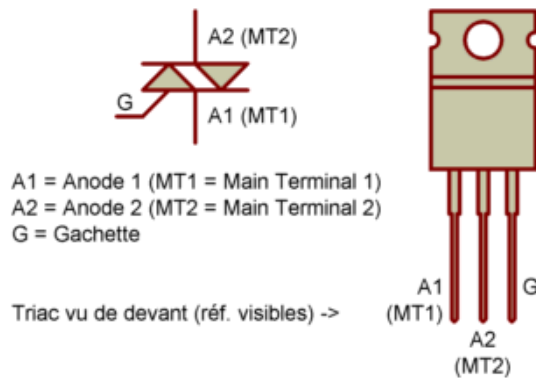 A2 (MT2)
G
A1 (MT1)
A1 = Anode 1 (MT1 = Main Terminal 1)
A2 = Anode 2 (MT2 = Main Terminal 2)
G = Gachette
Triac vu de devant (réf. visibles) ->
A1
(MT1)
A2
(MT2)
G